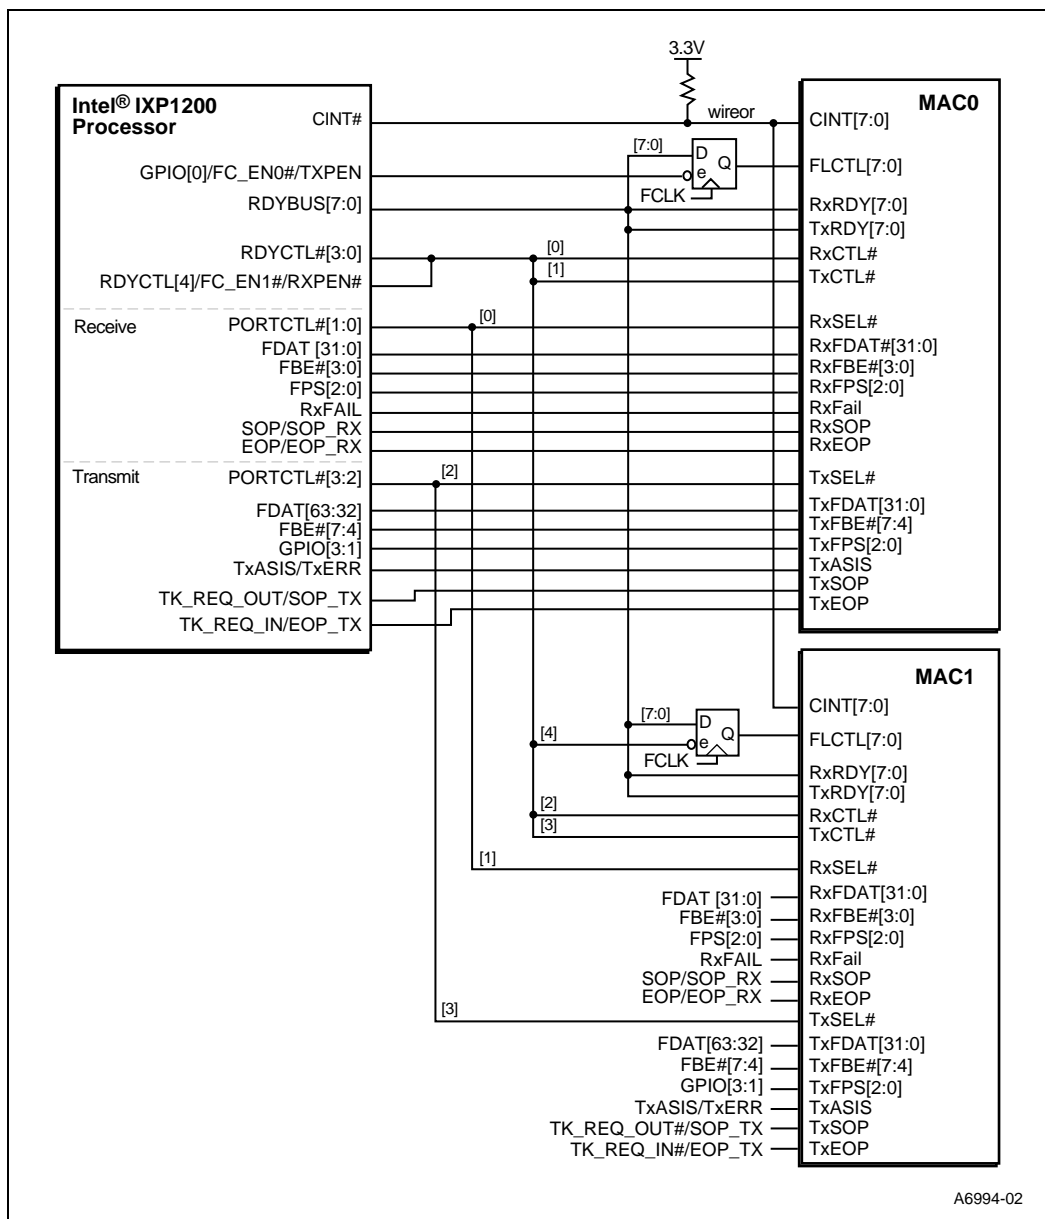 3.3V
Intel® IXP1200
Processor
CINT#
GPIO[0]/FC_EN0#/TXPEN
RDYBUS[7:0]
RDYCTL#[3:0]
RDYCTL[4]/FC_EN1#/RXPEN#
Receive
PORTCTL#[1:0]
FDAT [31:0]
FBE#[3:0]
FPS[2:0]
RxFAIL
SOP/SOP_RX
EOP/EOP_RX
Transmit
PORTCTL#[3:2]
FDAT[63:32]
FBE#[7:4]
GPIO[3:1]
TxASIS/TxERR
TK_REQ_OUT/SOP_TX
TK_REQ_IN/EOP_TX
wireor
[7:0]
D
Q
e
FCLK
[0]
[1]
[0]
[2]
MAC0
CINT[7:0]
FLCTL[7:0]
RxRDY[7:0]
TxRDY[7:0]
RxCTL#
TxCTL#
RxSEL#
RxFDAT#[31:0]
RxFBE#[3:0]
RxFPS[2:0]
RxFail
RxSOP
RxEOP
TxSEL#
TxFDAT[31:0]
TxFBE#[7:4]
TxFPS[2:0]
TxASIS
TxSOP
TxEOP
[7:0]
D
Q
[4]
e
FCLK
[2]
[3]
[1]
FDAT [31:0]
FBE#[3:0]
FPS[2:0]
RxFAIL
SOP/SOP_RX
EOP/EOP_RX
[3]
FDAT[63:32]
FBE#[7:4]
GPIO[3:1]
TxASIS/TxERR
TK_REQ_OUT#/SOP_TX
TK_REQ_IN#/EOP_TX
MAC1
CINT[7:0]
FLCTL[7:0]
RxRDY[7:0]
TxRDY[7:0]
RxCTL#
TxCTL#
RxSEL#
RxFDAT[31:0]
RxFBE#[3:0]
RxFPS[2:0]
RxFail
RxSOP
RxEOP
TxSEL#
TxFDAT[31:0]
TxFBE#[7:4]
TxFPS[2:0]
TxASIS
TxSOP
TxEOP
A6994-02